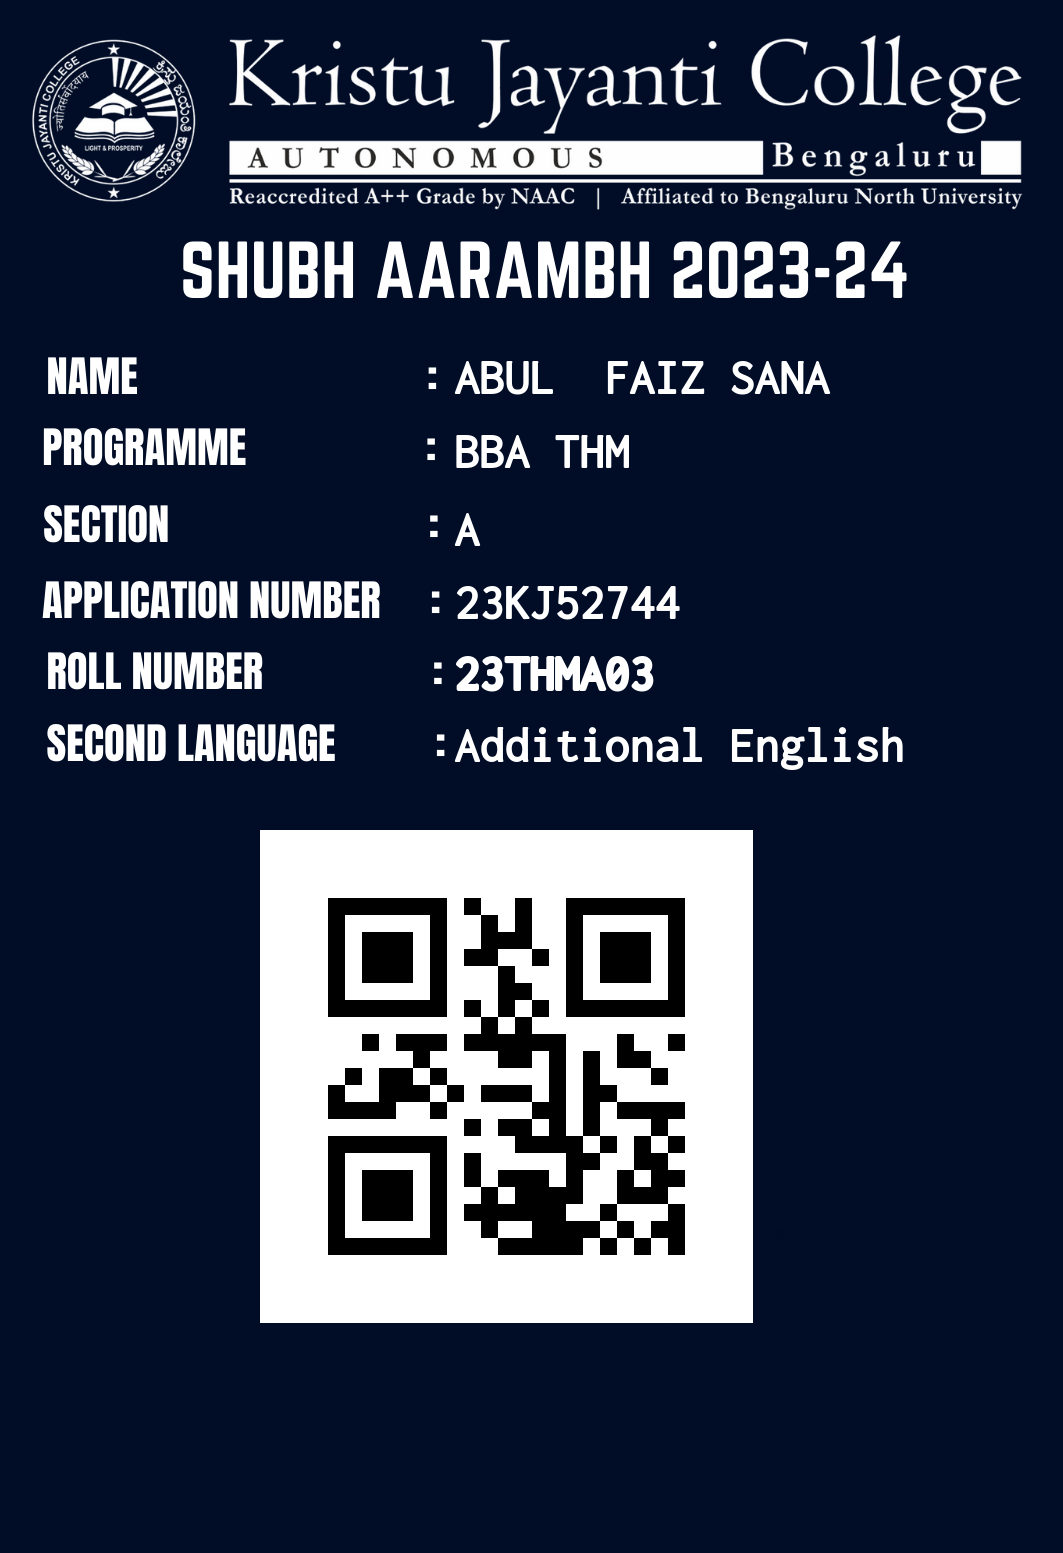 KRISTU JAYANTI COLLEGE
ಕ್ರಿಸ್ತು ಜಯಂತಿ ಕಾಲೇಜು
LIGHT & PROSPERITY
Kristu Jayanti College
AUTONOMOUS Bengaluru
Reaccredited A++ Grade by NAAC | Affiliated to Bengaluru North University
SHUBH AARAMBH 2023-24
NAME : ABUL FAIZ SANA
PROGRAMME : BBA THM
SECTION : A
APPLICATION NUMBER : 23KJ52744
ROLL NUMBER : 23THMA03
SECOND LANGUAGE : Additional English